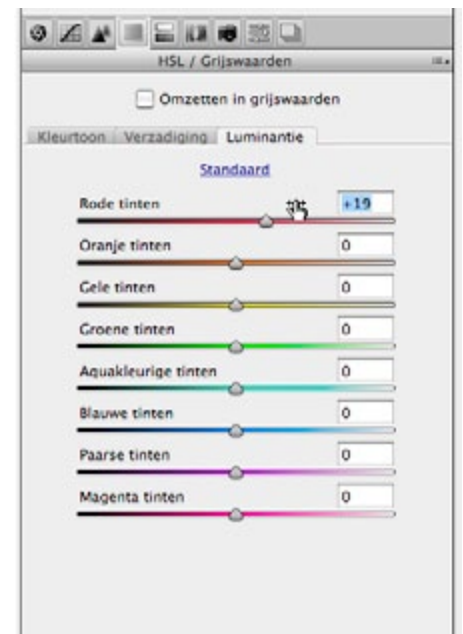 HSL / Grijswaarden
Omzetten in grijswaarden
Kleurtoon Verzadiging Luminantie
Standaard
Rode tinten +19
Oranje tinten 0
Gele tinten 0
Groene tinten 0
Aquakleurige tinten 0
Blauwe tinten 0
Paarse tinten 0
Magenta tinten 0